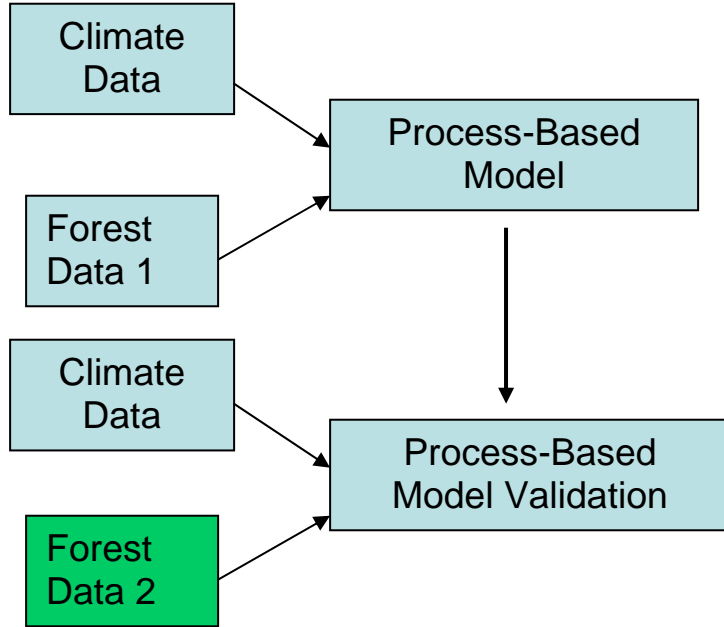 Climate
Data
Process-Based
Model
Forest
Data 1
Climate
Data
Process-Based
Model Validation
Forest
Data 2